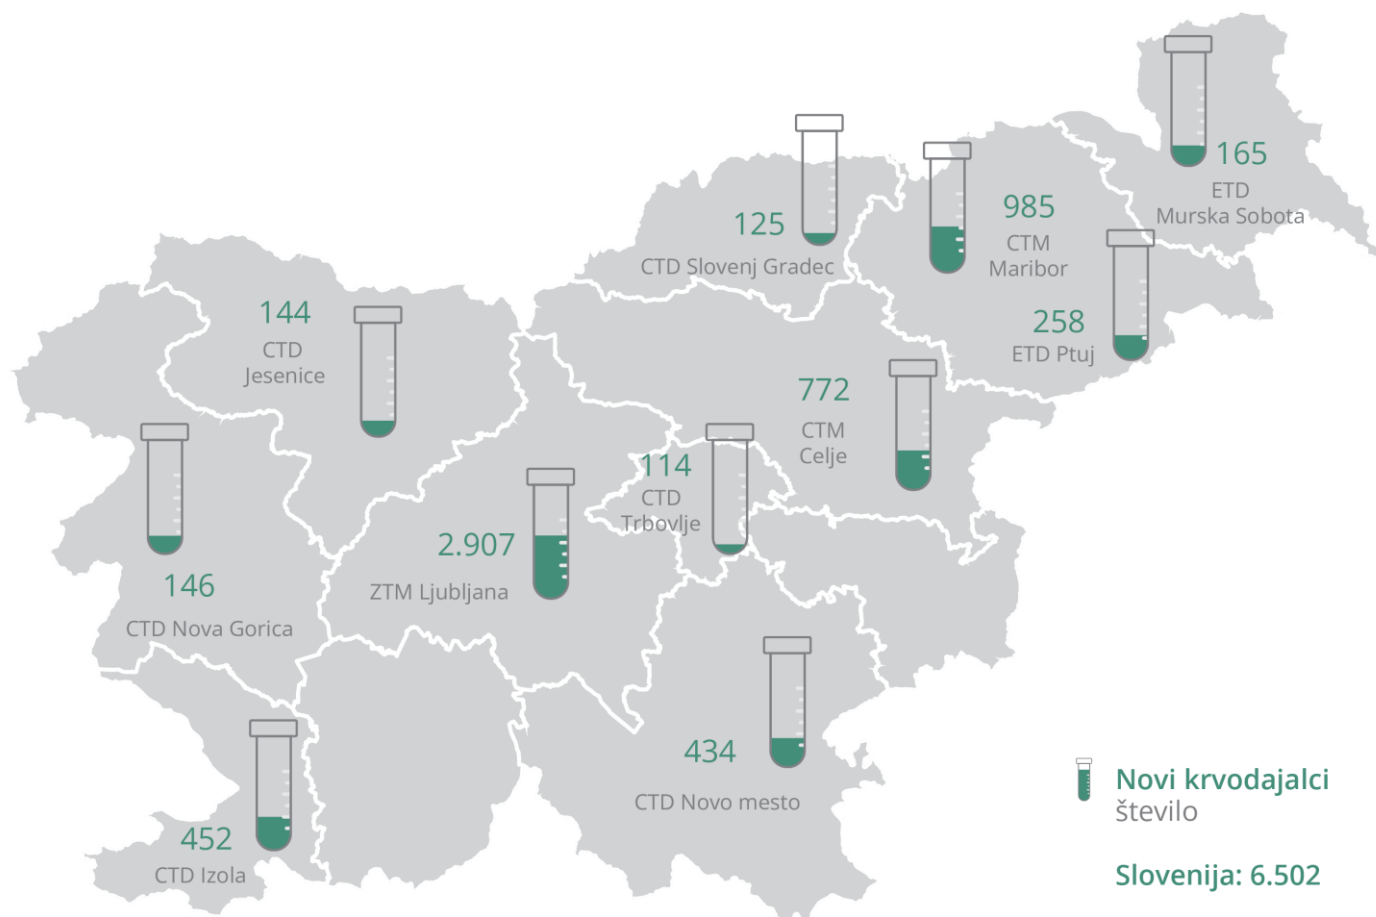 165
ETD
Murska Sobota
985
CTM
Maribor
125
CTD Slovenj Gradec
258
ETD Ptuj
144
CTD
Jesenice
772
CTM
Celje
114
CTD
Trbovlje
2.907
ZTM Ljubljana
146
CTD Nova Gorica
434
CTD Novo mesto
452
CTD Izola
Novi krvodajalci
število
Slovenija: 6.502